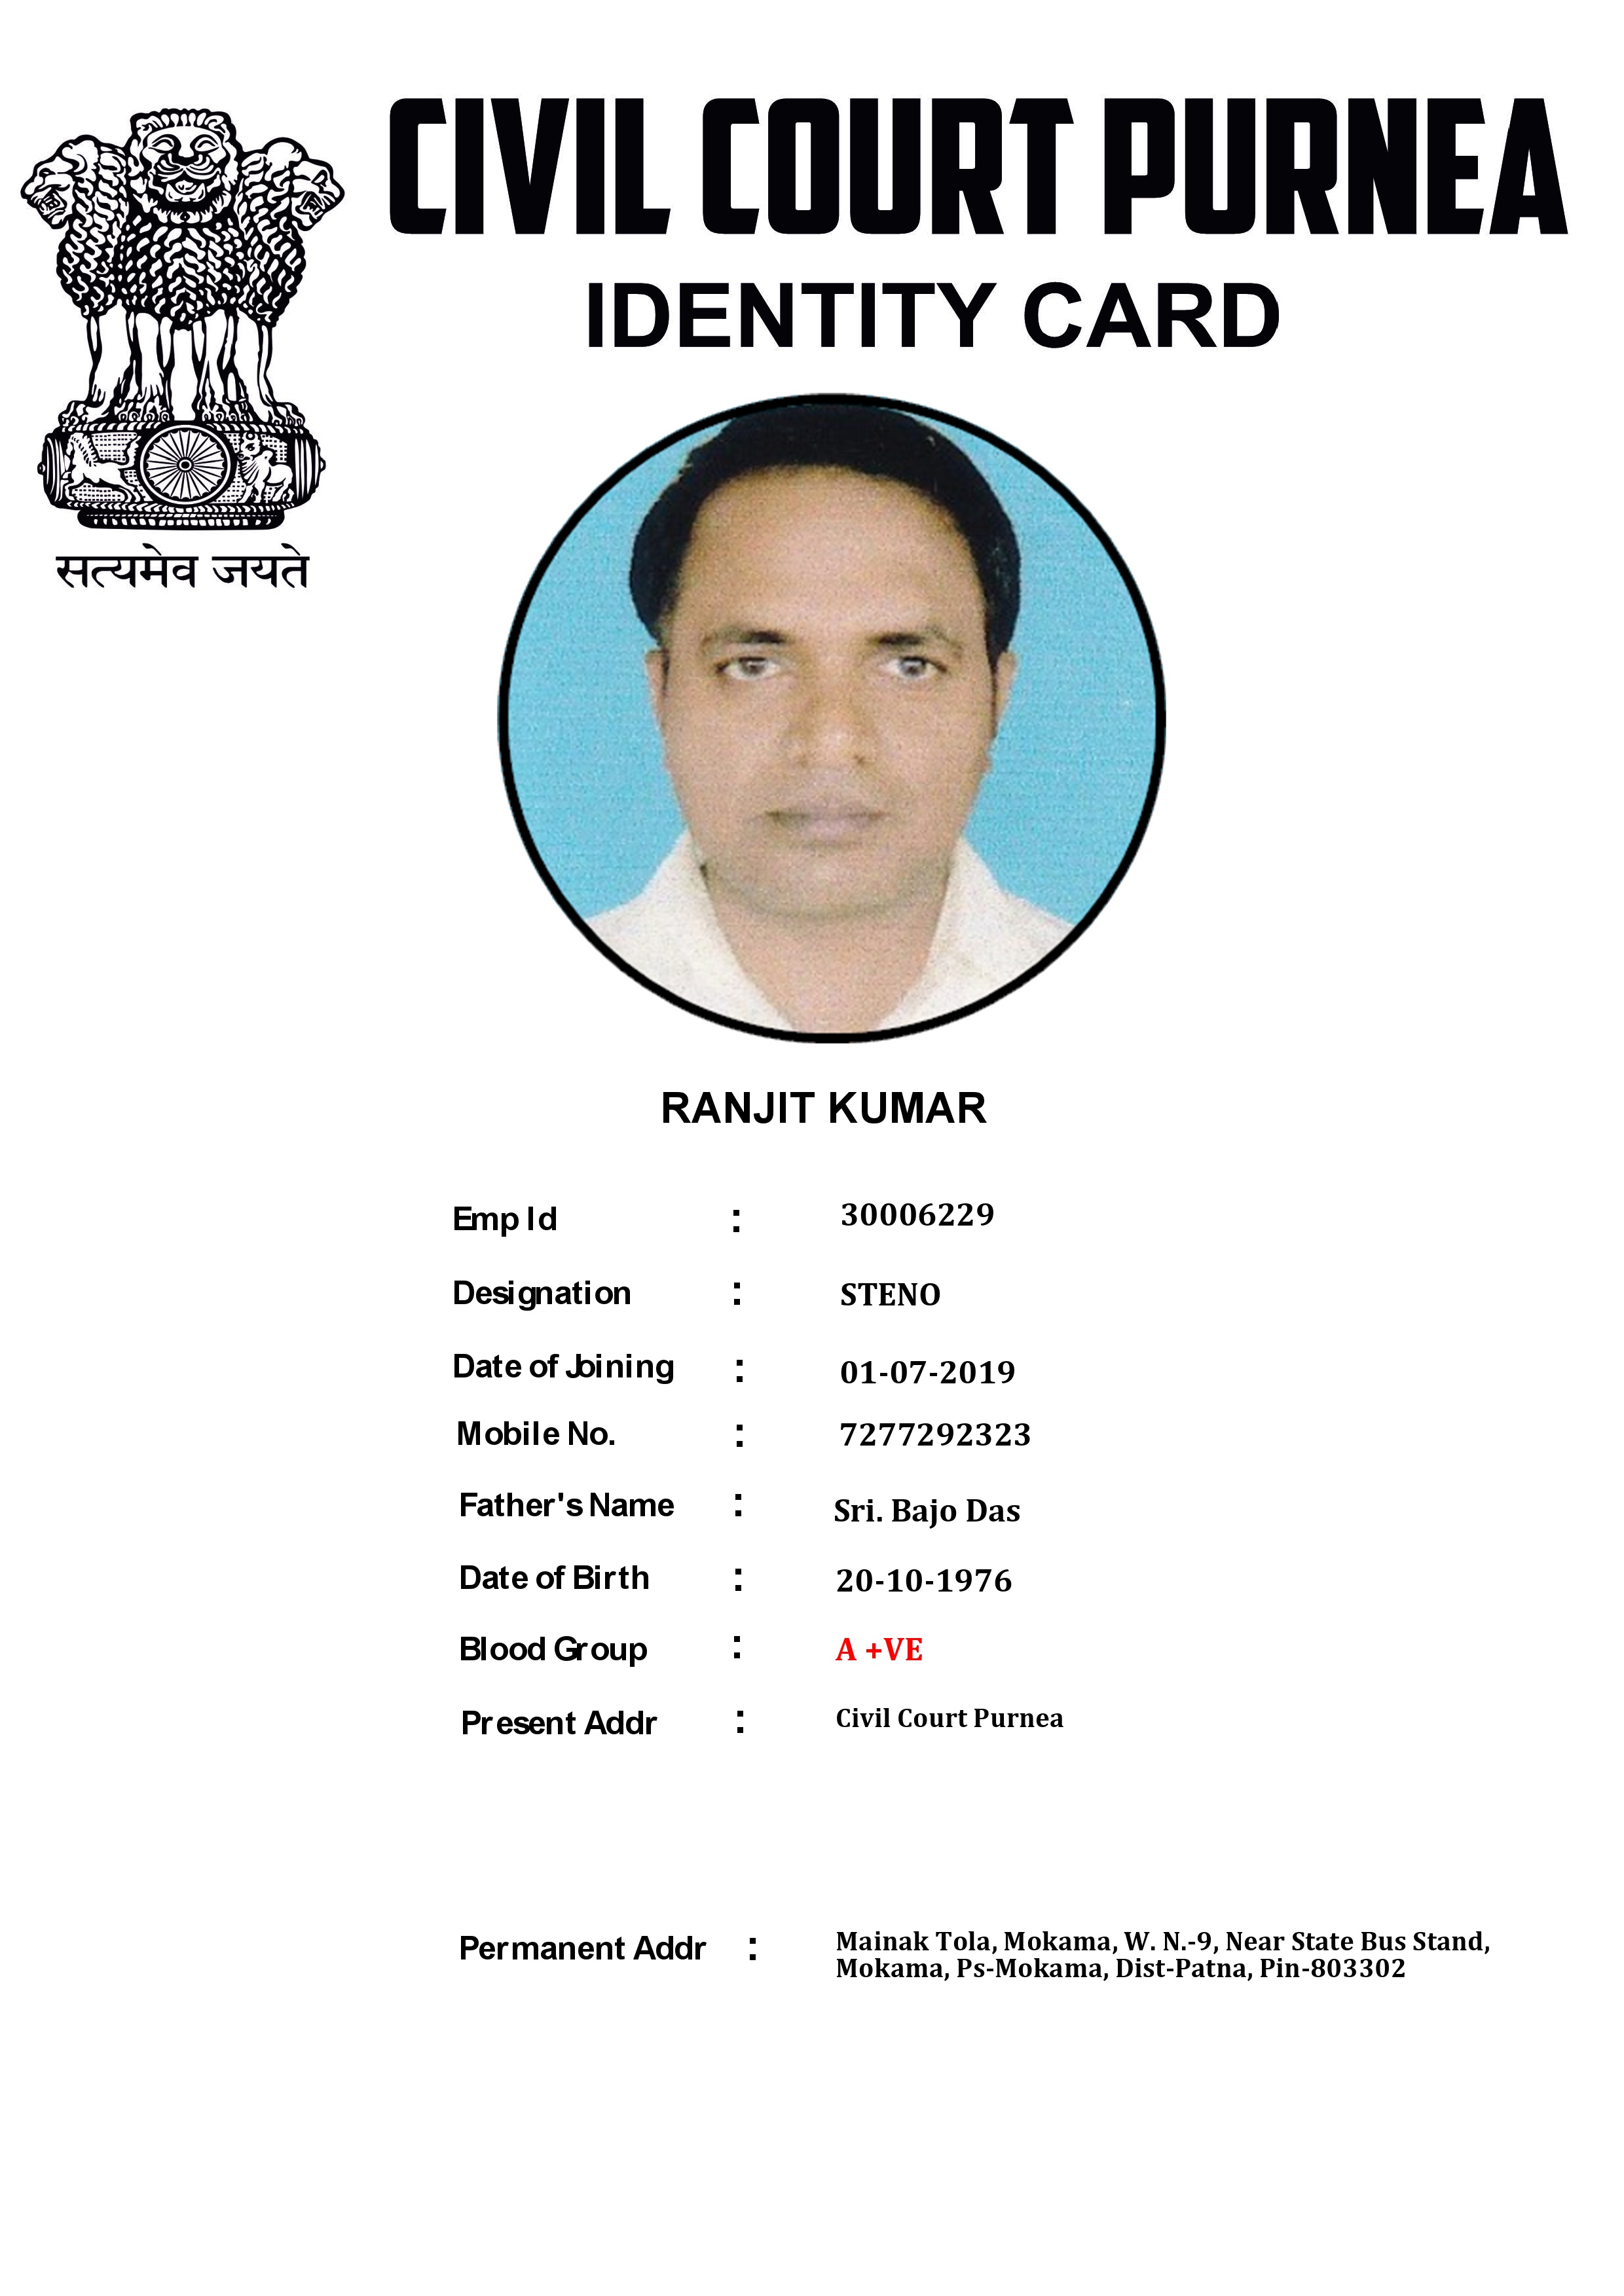 CIVIL COURT PURNEA
IDENTITY CARD
सत्यमेव जयते
RANJIT KUMAR
Emp Id : 30006229
Designation : STENO
Date of Joining : 01-07-2019
Mobile No. : 7277292323
Father's Name : Sri. Bajo Das
Date of Birth : 20-10-1976
Blood Group : A +VE
Present Addr : Civil Court Purnea
Permanent Addr : Mainak Tola, Mokama, W. N.-9, Near State Bus Stand,
Mokama, Ps-Mokama, Dist-Patna, Pin-803302